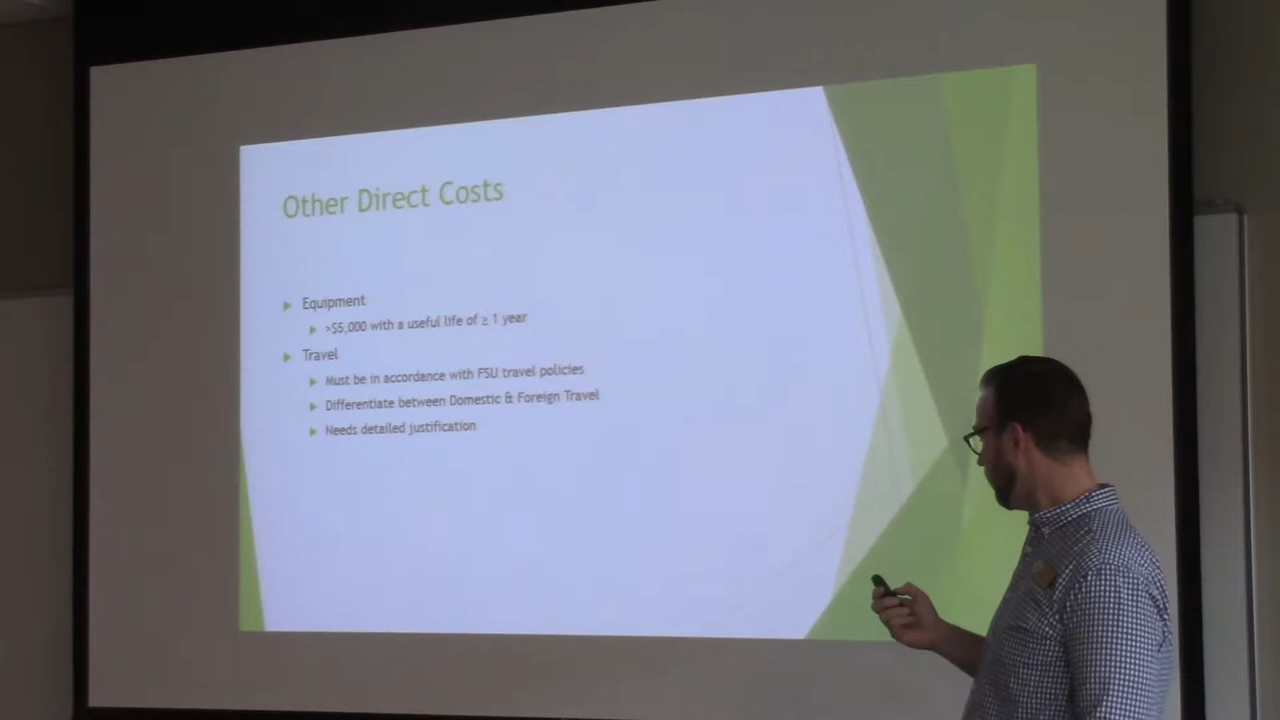 Other Direct Costs
Equipment
>$5,000 with a useful life of ≥ 1 year
Travel
Must be in accordance with FSU travel policies
Differentiate between Domestic & Foreign Travel
Needs detailed justification